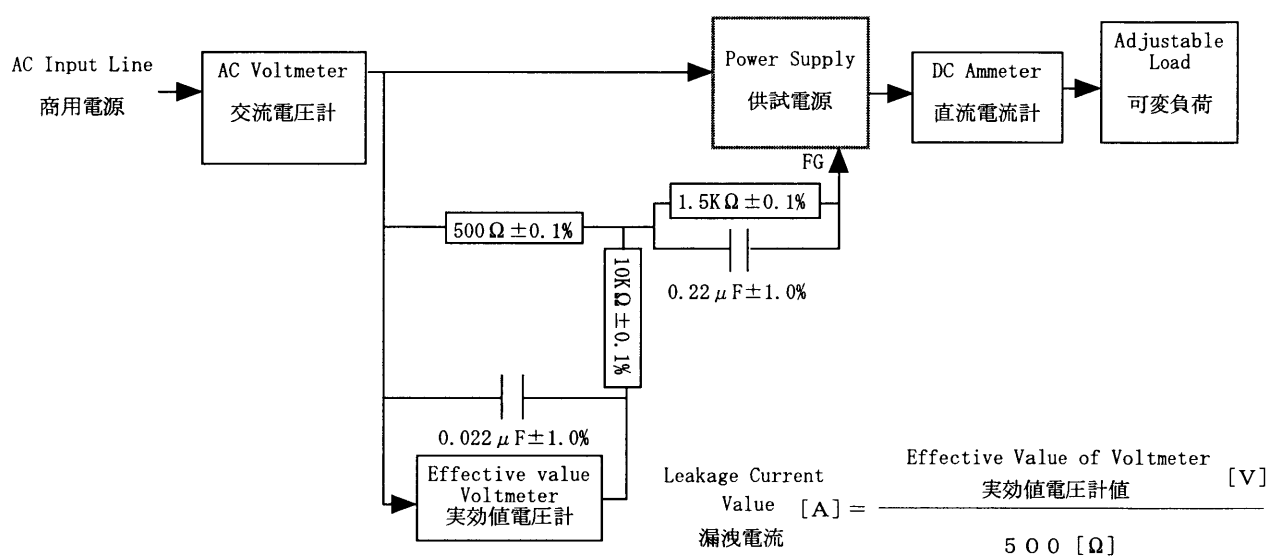 AC Input Line
商用電源
AC Voltmeter
交流電圧計
Power Supply
供試電源
FG
DC Ammeter
直流電流計
Adjustable
Load
可変負荷
500Ω±0.1%
1.5KΩ±0.1%
0.22μF±1.0%
10KΩ±0.1%
0.022μF±1.0%
Effective value
Voltmeter
実効値電圧計
Leakage Current
Value [A] =
漏洩電流
Effective Value of Voltmeter
実効値電圧計値 [V]
500 [Ω]